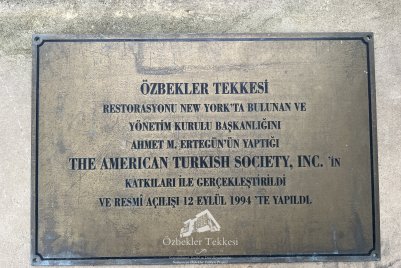 ÖZBEKLER TEKKESİ
RESTORASYONU NEW YORK'TA BULUNAN VE
YÖNETİM KURULU BAŞKANLIĞINI
AHMET M. ERTEGÜN'ÜN YAPTIĞI
THE AMERICAN TURKISH SOCIETY, INC. 'İN
KATKILARI İLE GERÇEKLEŞTİRİLDİ
VE RESMİ AÇILIŞI 12 EYLÜL 1994 'TE YAPILDI.
Özbekler Tekkesi